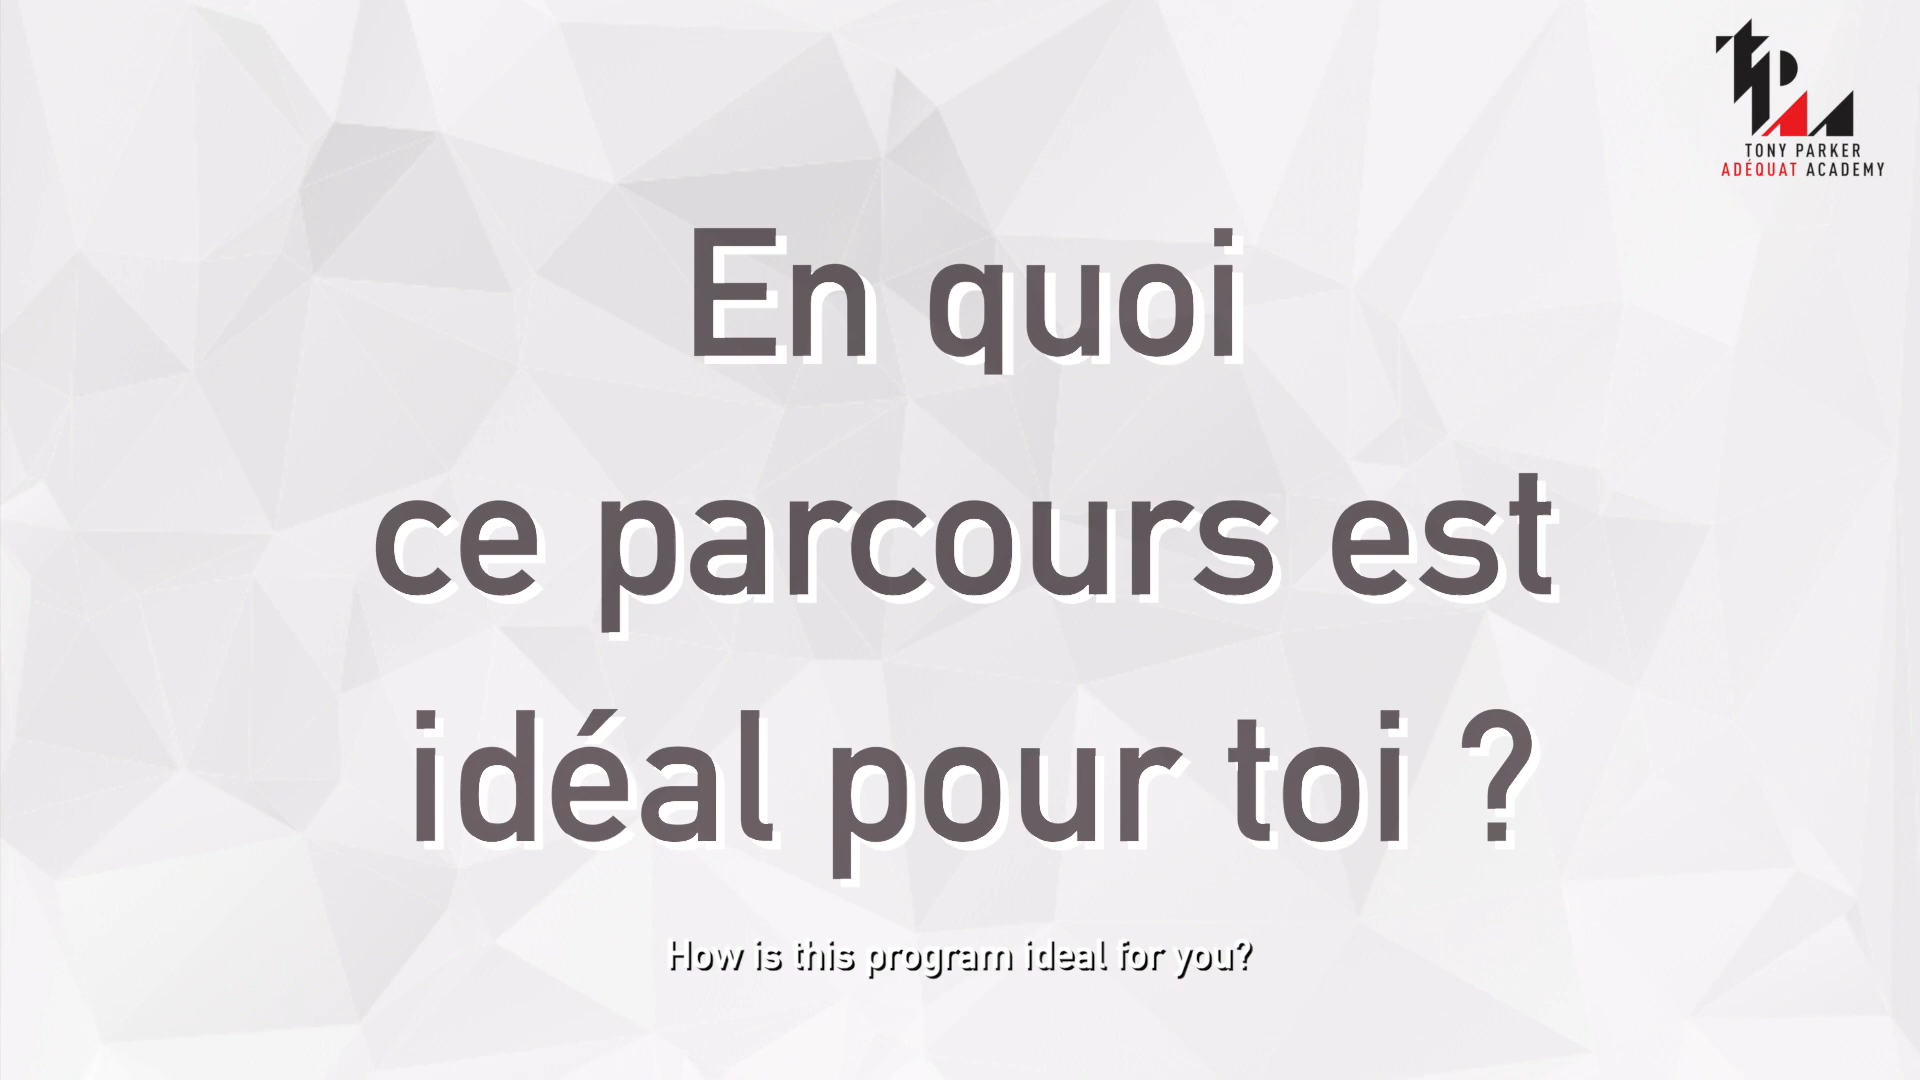 TONY PARKER
ADÉQUAT ACADEMY
En quoi
ce parcours est
idéal pour toi ?
How is this program ideal for you?